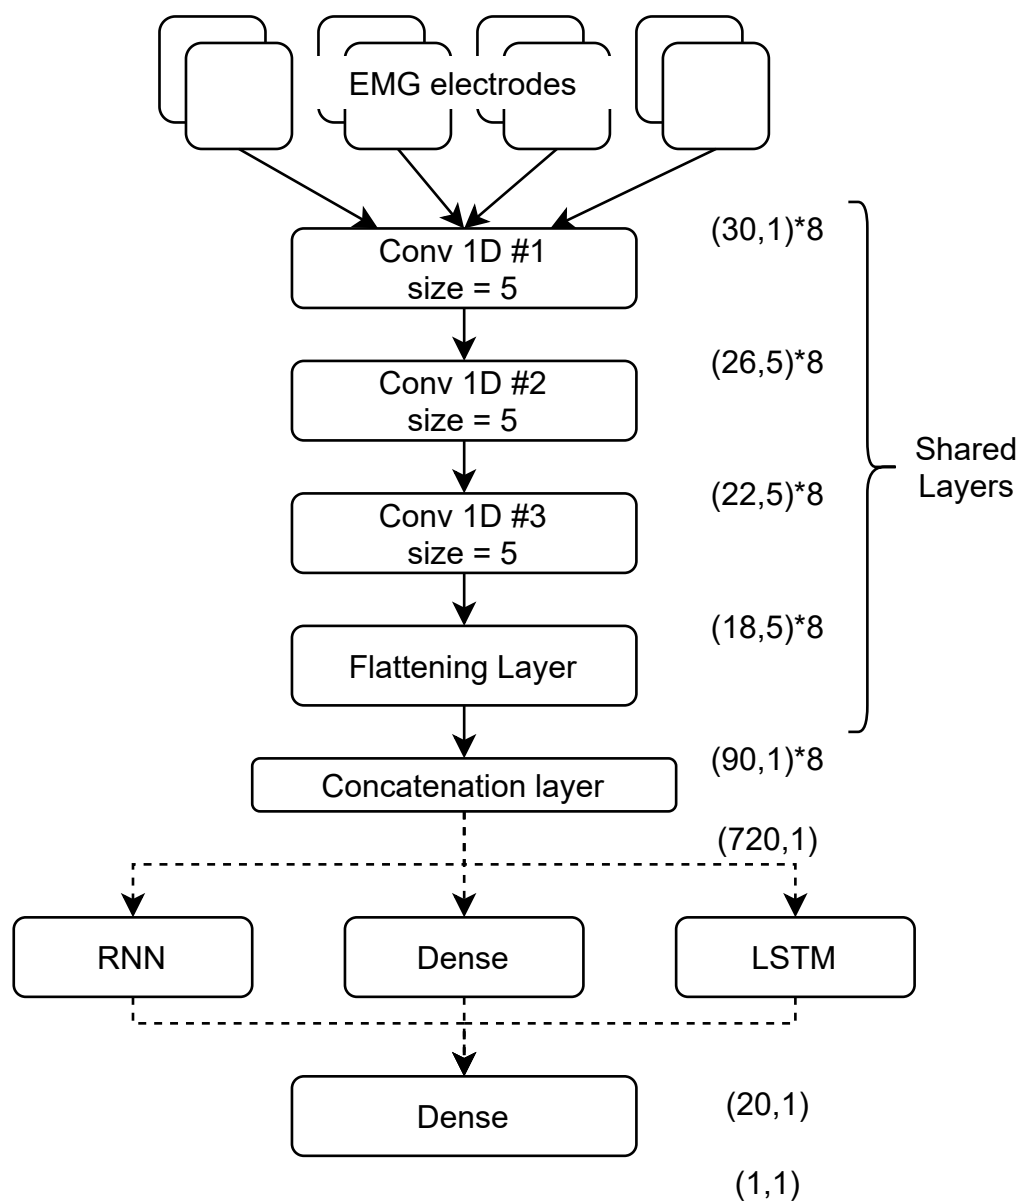 EMG electrodes
Conv 1D #1
size = 5
(30,1)*8
Conv 1D #2
size = 5
(26,5)*8
Shared
Layers
Conv 1D #3
size = 5
(22,5)*8
Flattening Layer
(18,5)*8
Concatenation layer
(90,1)*8
(720,1)
RNN
Dense
LSTM
Dense
(20,1)
(1,1)